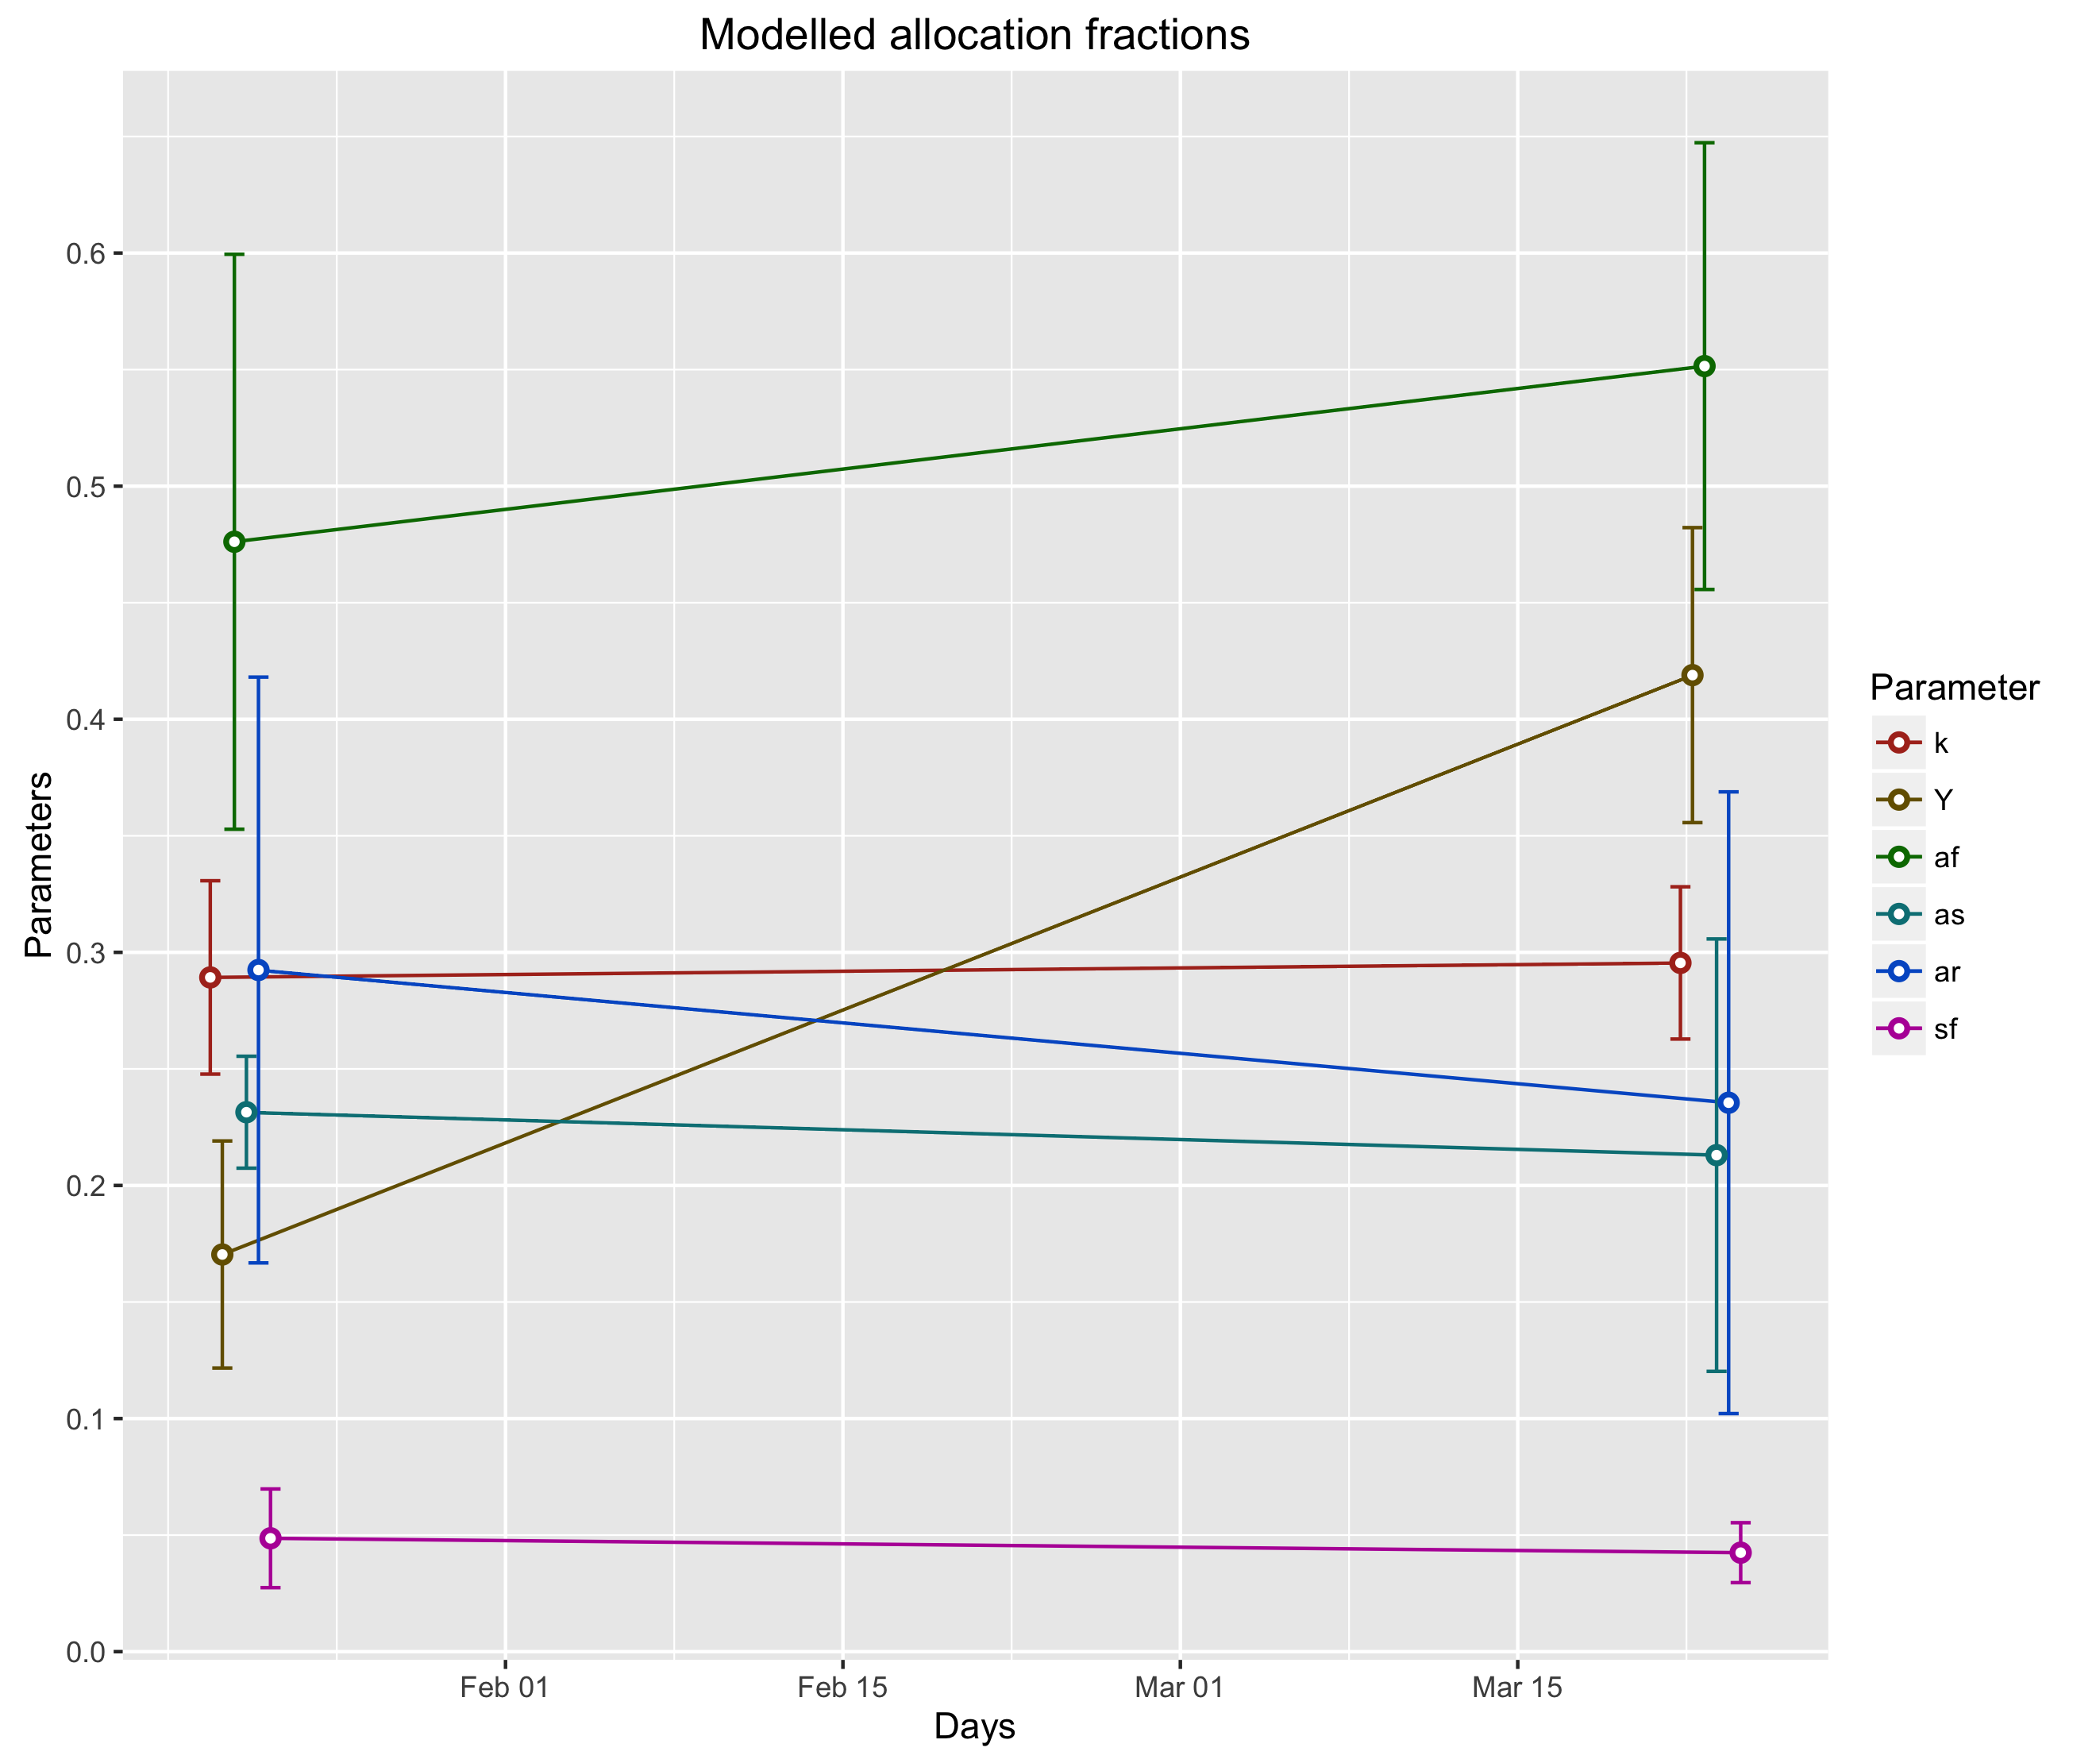 Modelled allocation fractions
Parameters
0.6
0.5
0.4
0.3
0.2
0.1
0.0
Feb 01 Feb 15 Mar 01 Mar 15
Days
Parameter
k
Y
af
as
ar
sf